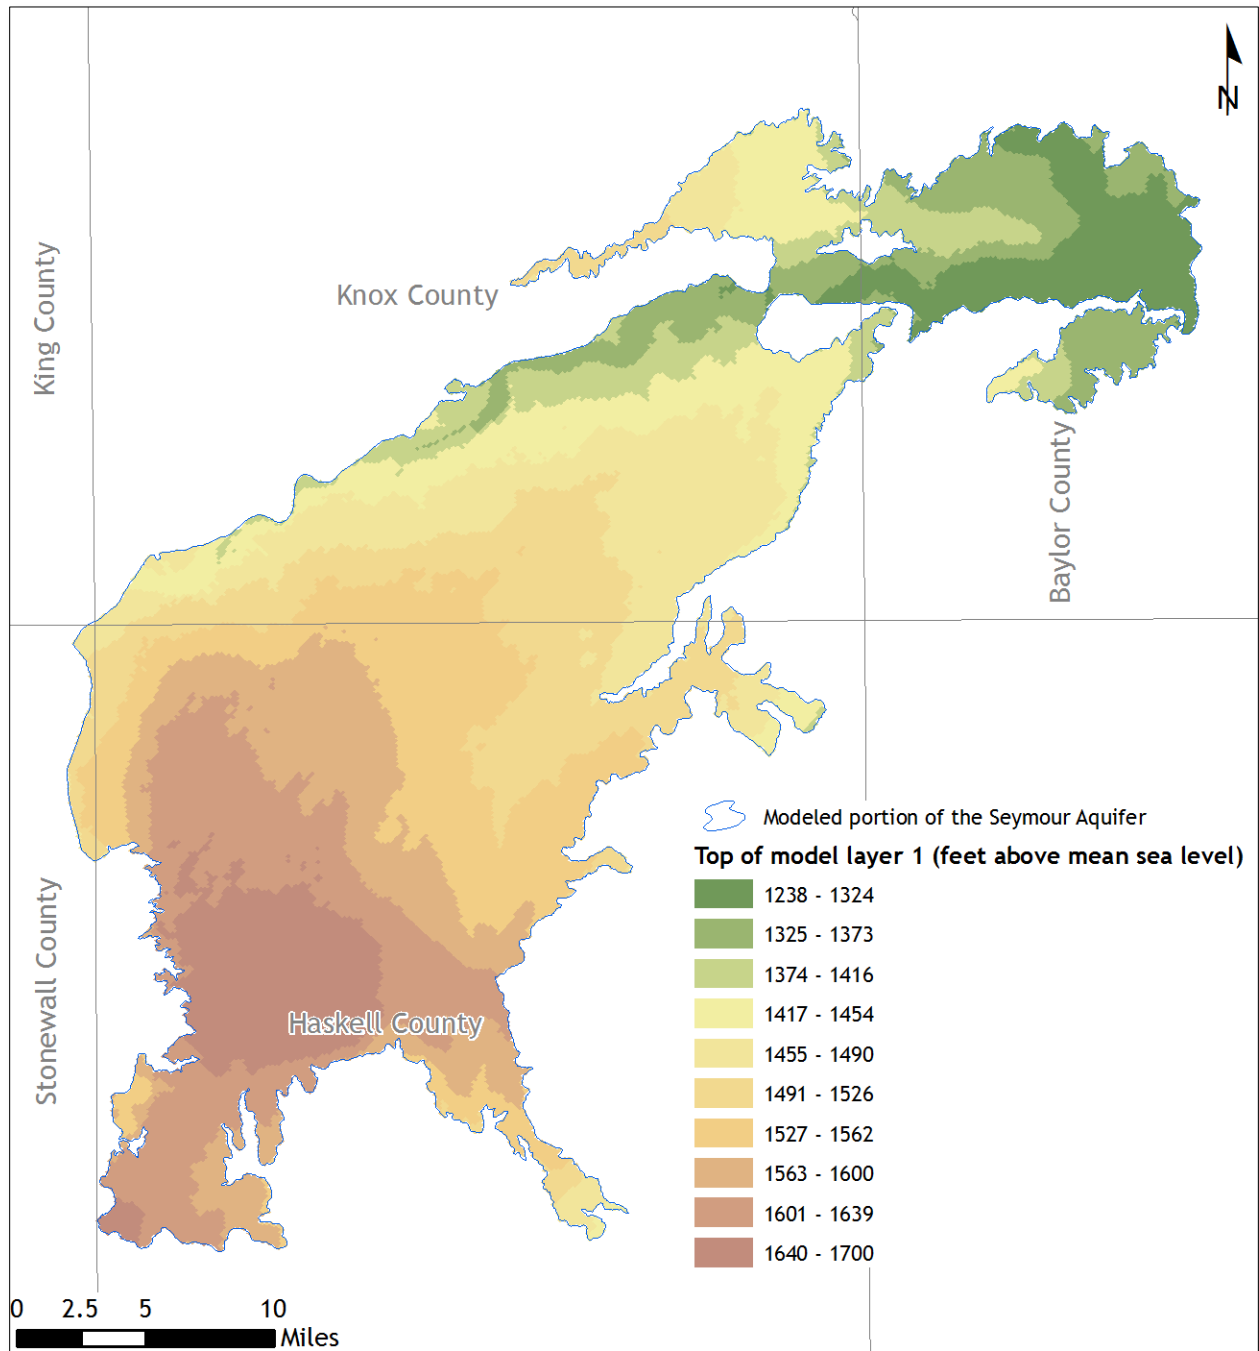 N
King County
Knox County
Baylor County
Modeled portion of the Seymour Aquifer
Top of model layer 1 (feet above mean sea level)
1238 - 1324
1325 - 1373
1374 - 1416
1417 - 1454
1455 - 1490
1491 - 1526
1527 - 1562
1563 - 1600
1601 - 1639
1640 - 1700
Stonewall County
Haskell County
0 2.5 5 10
Miles